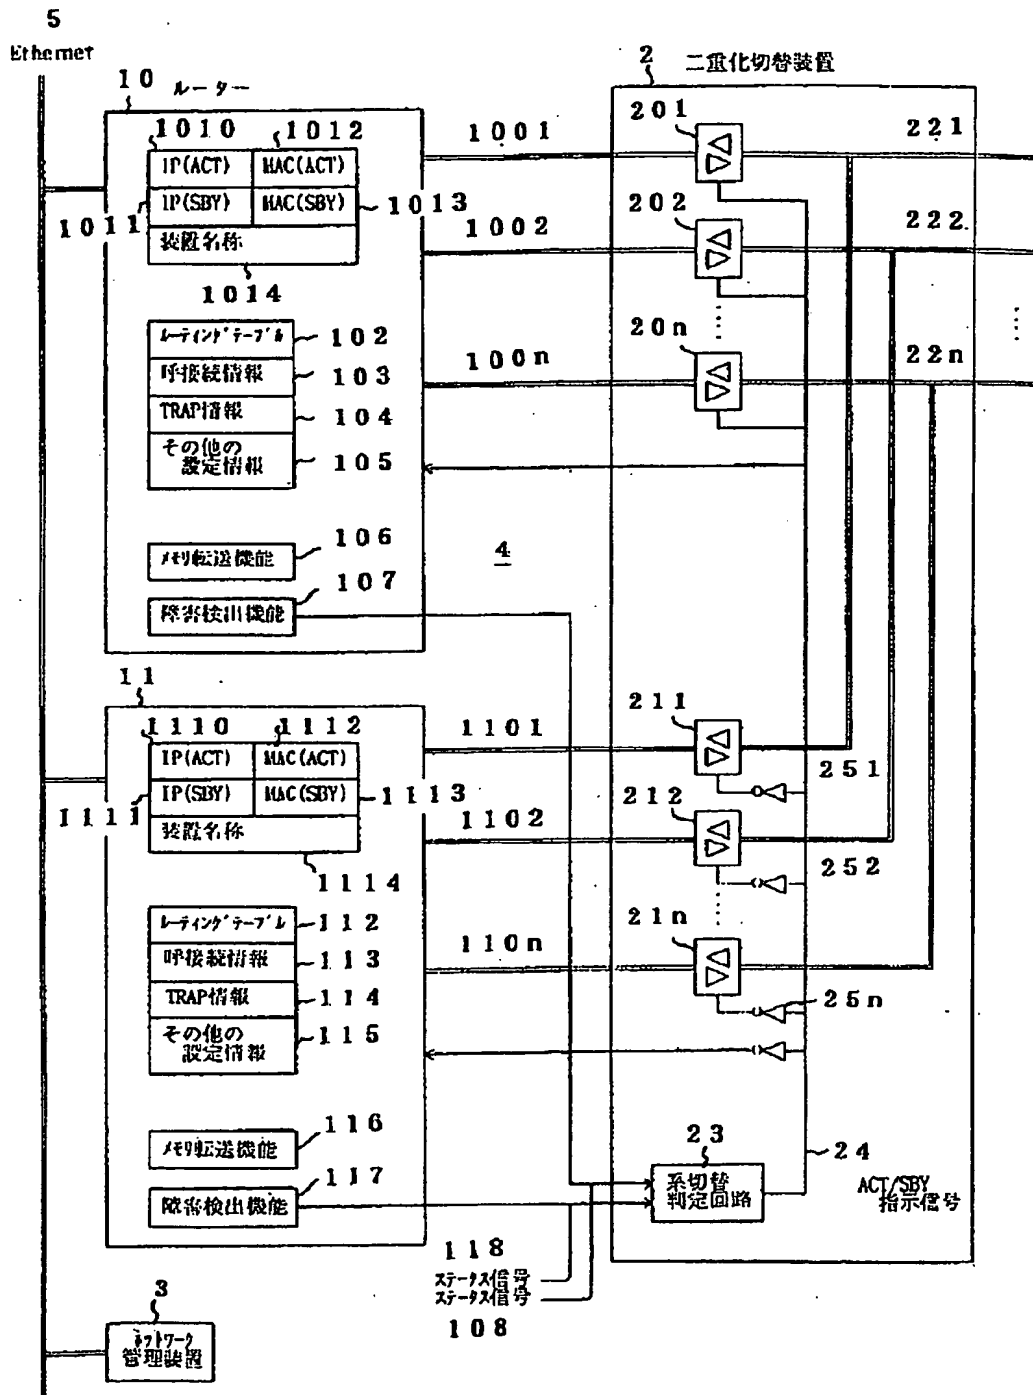 5
Ethernet
10 ルーター
1010 1012
IP(ACT) MAC(ACT)
IP(SBY) MAC(SBY)
1011 1013
装置名称
1014
ルーティングテーブル 102
呼接続情報 103
TRAP情報 104
その他の
設定情報 105
メモリ転送機能 106
障害検出機能 107
1001
1002
100n
4
2 二重化切替装置
201 221
202 222
20n 22n
11
1110 1112
IP(ACT) MAC(ACT)
IP(SBY) MAC(SBY)
1111 1113
装置名称
1114
ルーティングテーブル 112
呼接続情報 113
TRAP情報 114
その他の
設定情報 115
メモリ転送機能 116
障害検出機能 117
1101
1102
110n
211 251
212 252
21n 25n
23
系切替
判定回路
24
ACT/SBY
指示信号
118
ステータス信号
ステータス信号
108
3
ネットワーク
管理装置